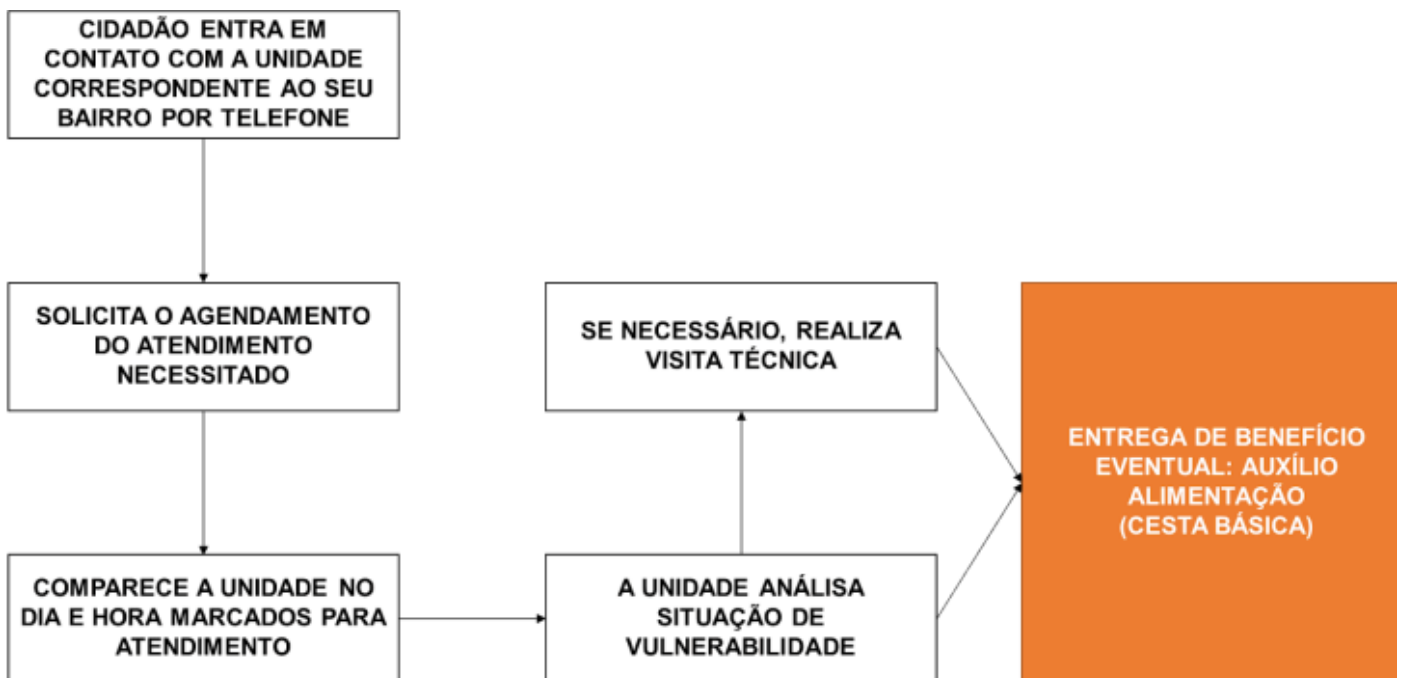 CIDADÃO ENTRA EM
CONTATO COM A UNIDADE
CORRESPONDENTE AO SEU
BAIRRO POR TELEFONE
SOLICITA O AGENDAMENTO
DO ATENDIMENTO
NECESSITADO
COMPARECE A UNIDADE NO
DIA E HORA MARCADOS PARA
ATENDIMENTO
A UNIDADE ANÁLISA
SITUAÇÃO DE
VULNERABILIDADE
SE NECESSÁRIO, REALIZA
VISITA TÉCNICA
ENTREGA DE BENEFÍCIO
EVENTUAL: AUXÍLIO
ALIMENTAÇÃO
(CESTA BÁSICA)